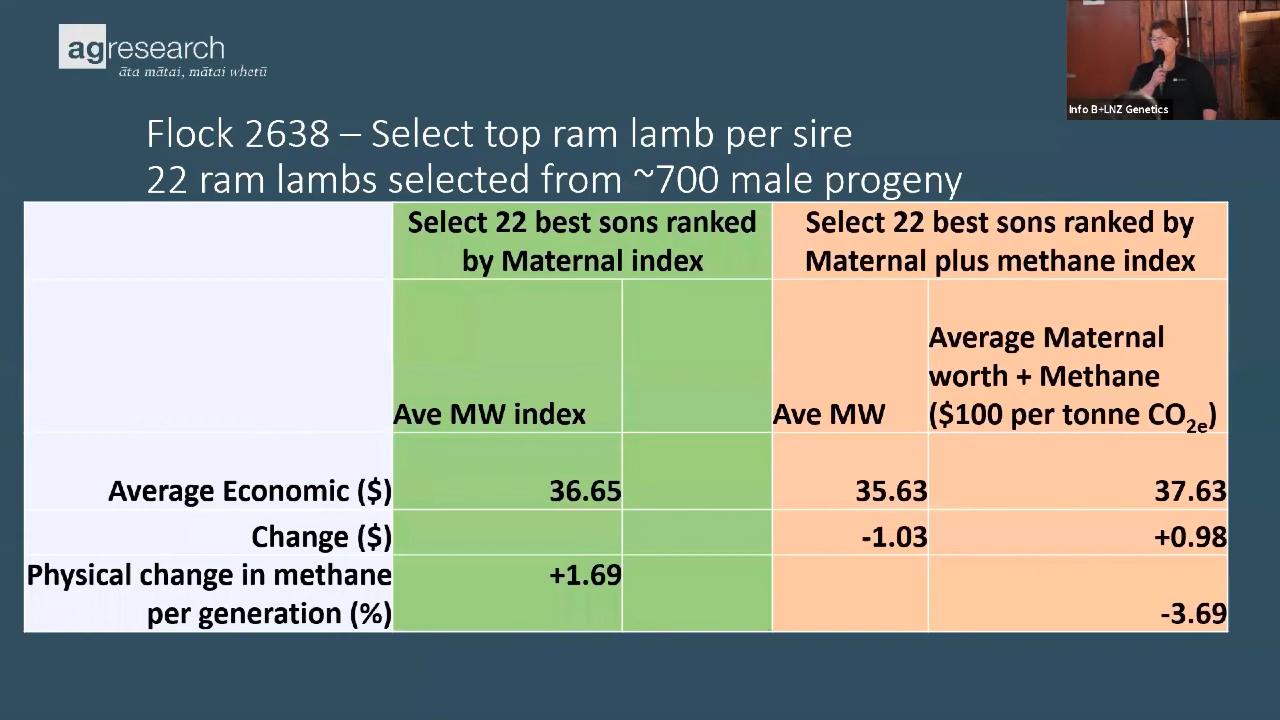 agresearch
āta mātai, mātai whetū
Info B+LNZ Genetics
Flock 2638 – Select top ram lamb per sire
22 ram lambs selected from ~700 male progeny
Select 22 best sons ranked
by Maternal index
Select 22 best sons ranked by
Maternal plus methane index
Ave MW index
Ave MW
Average Maternal
worth + Methane
($100 per tonne CO2e)
Average Economic ($) 36.65 35.63 37.63
Change ($) -1.03 +0.98
Physical change in methane
per generation (%)
+1.69
-3.69